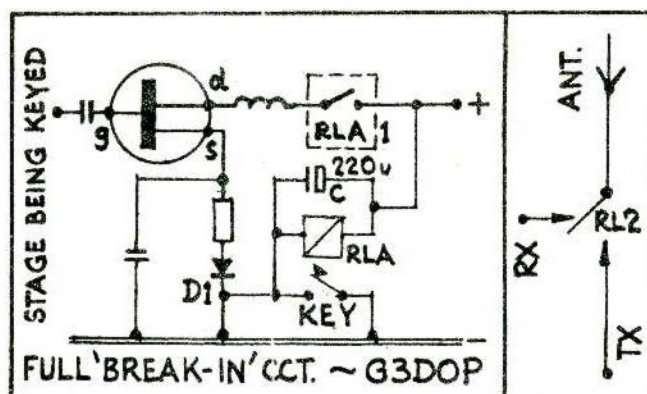 STAGE BEING KEYED
g
d
s
RLA 1
220u
C
RLA
D1
KEY
+
FULL 'BREAK-IN' CCT. ~ G3DOP
ANT.
RL2
RX
TX